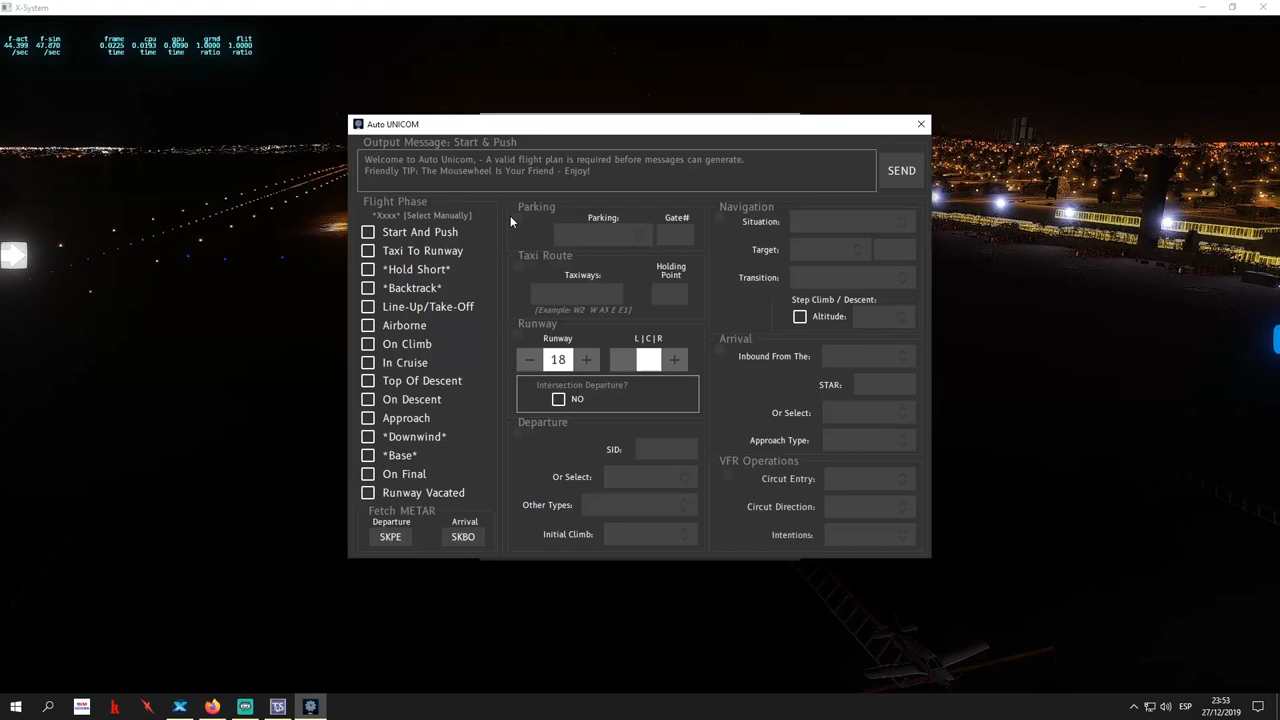 X-System
f-act f-sim frame cpu gpu grnd flit
44.399 47.870 0.0225 0.0193 0.0090 1.0000 1.0000
/sec /sec time time time ratio ratio
Auto UNICOM
Output Message: Start & Push
Welcome to Auto Unicom, - A valid flight plan is required before messages can generate.
Friendly TIP: The Mousewheel Is Your Friend - Enjoy!
SEND
Flight Phase
*Xxxx* [Select Manually]
Start And Push
Taxi To Runway
*Hold Short*
*Backtrack*
Line-Up/Take-Off
Airborne
On Climb
In Cruise
Top Of Descent
On Descent
Approach
*Downwind*
*Base*
On Final
Runway Vacated
Fetch METAR
Departure Arrival
SKPE SKBO
Parking
Parking: Gate#
Taxi Route
Taxiways: Holding
Point
[Example: W2 W A3 E E1]
Runway
Runway L|C|R
− 18 + - +
Intersection Departure?
NO
Departure
SID:
Or Select:
Other Types:
Initial Climb:
Navigation
Situation:
Target:
Transition:
Step Climb / Descent:
Altitude:
Arrival
Inbound From The:
STAR:
Or Select:
Approach Type:
VFR Operations
Circut Entry:
Circut Direction:
Intentions:
ESP
23:53
27/12/2019